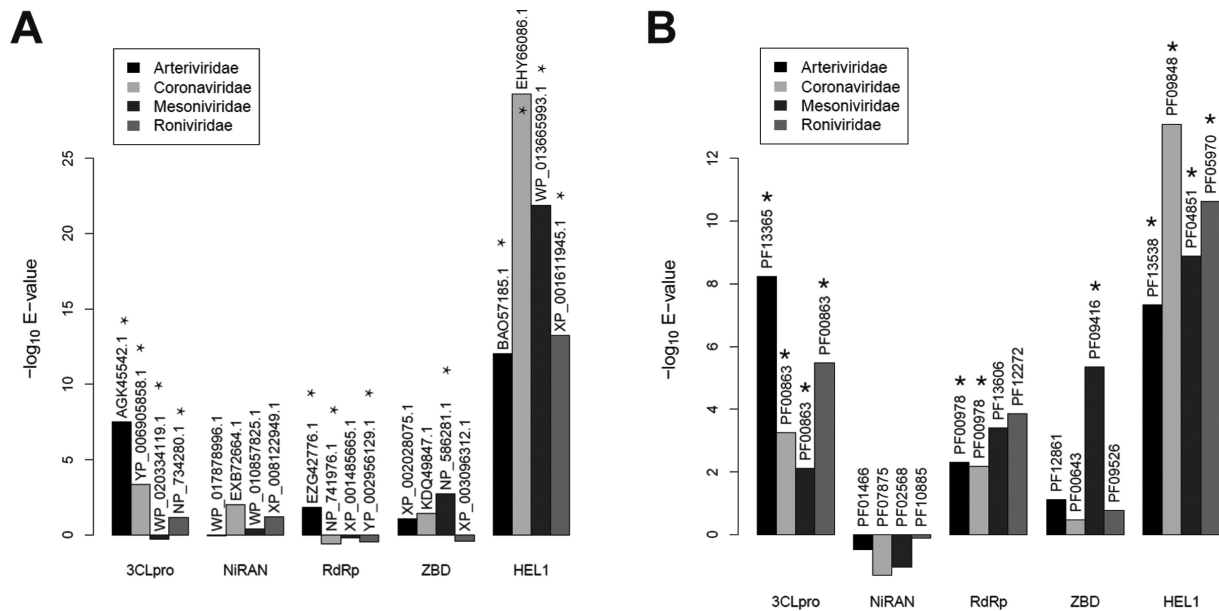 A
Arteriviridae
Coronaviridae
Mesoniviridae
Roniviridae
−log10 E−value
25
20
15
10
5
0
AGK45542.1 *
YP_006905858.1 *
WP_020334119.1 *
NP_734280.1 *
WP_017878996.1
EXB72664.1
WP_010857825.1
XP_008122949.1
EZG42776.1 *
NP_741976.1 *
XP_001485665.1
YP_002956129.1 *
XP_002028075.1
KDQ49847.1
NP_586281.1 *
XP_003096312.1
BAO57185.1 *
EHY66086.1 *
WP_013665993.1 *
XP_001611945.1 *
3CLpro
NiRAN
RdRp
ZBD
HEL1
B
Arteriviridae
Coronaviridae
Mesoniviridae
Roniviridae
−log10 E−value
12
10
8
6
4
2
0
PF13365 *
PF00863 *
PF00863 *
PF00863 *
PF01466
PF07875
PF02568
PF10885
PF00978 *
PF00978 *
PF13606
PF12272
PF12861
PF00643
PF09416 *
PF09526
PF13538 *
PF09848 *
PF04851 *
PF05970 *
3CLpro
NiRAN
RdRp
ZBD
HEL1